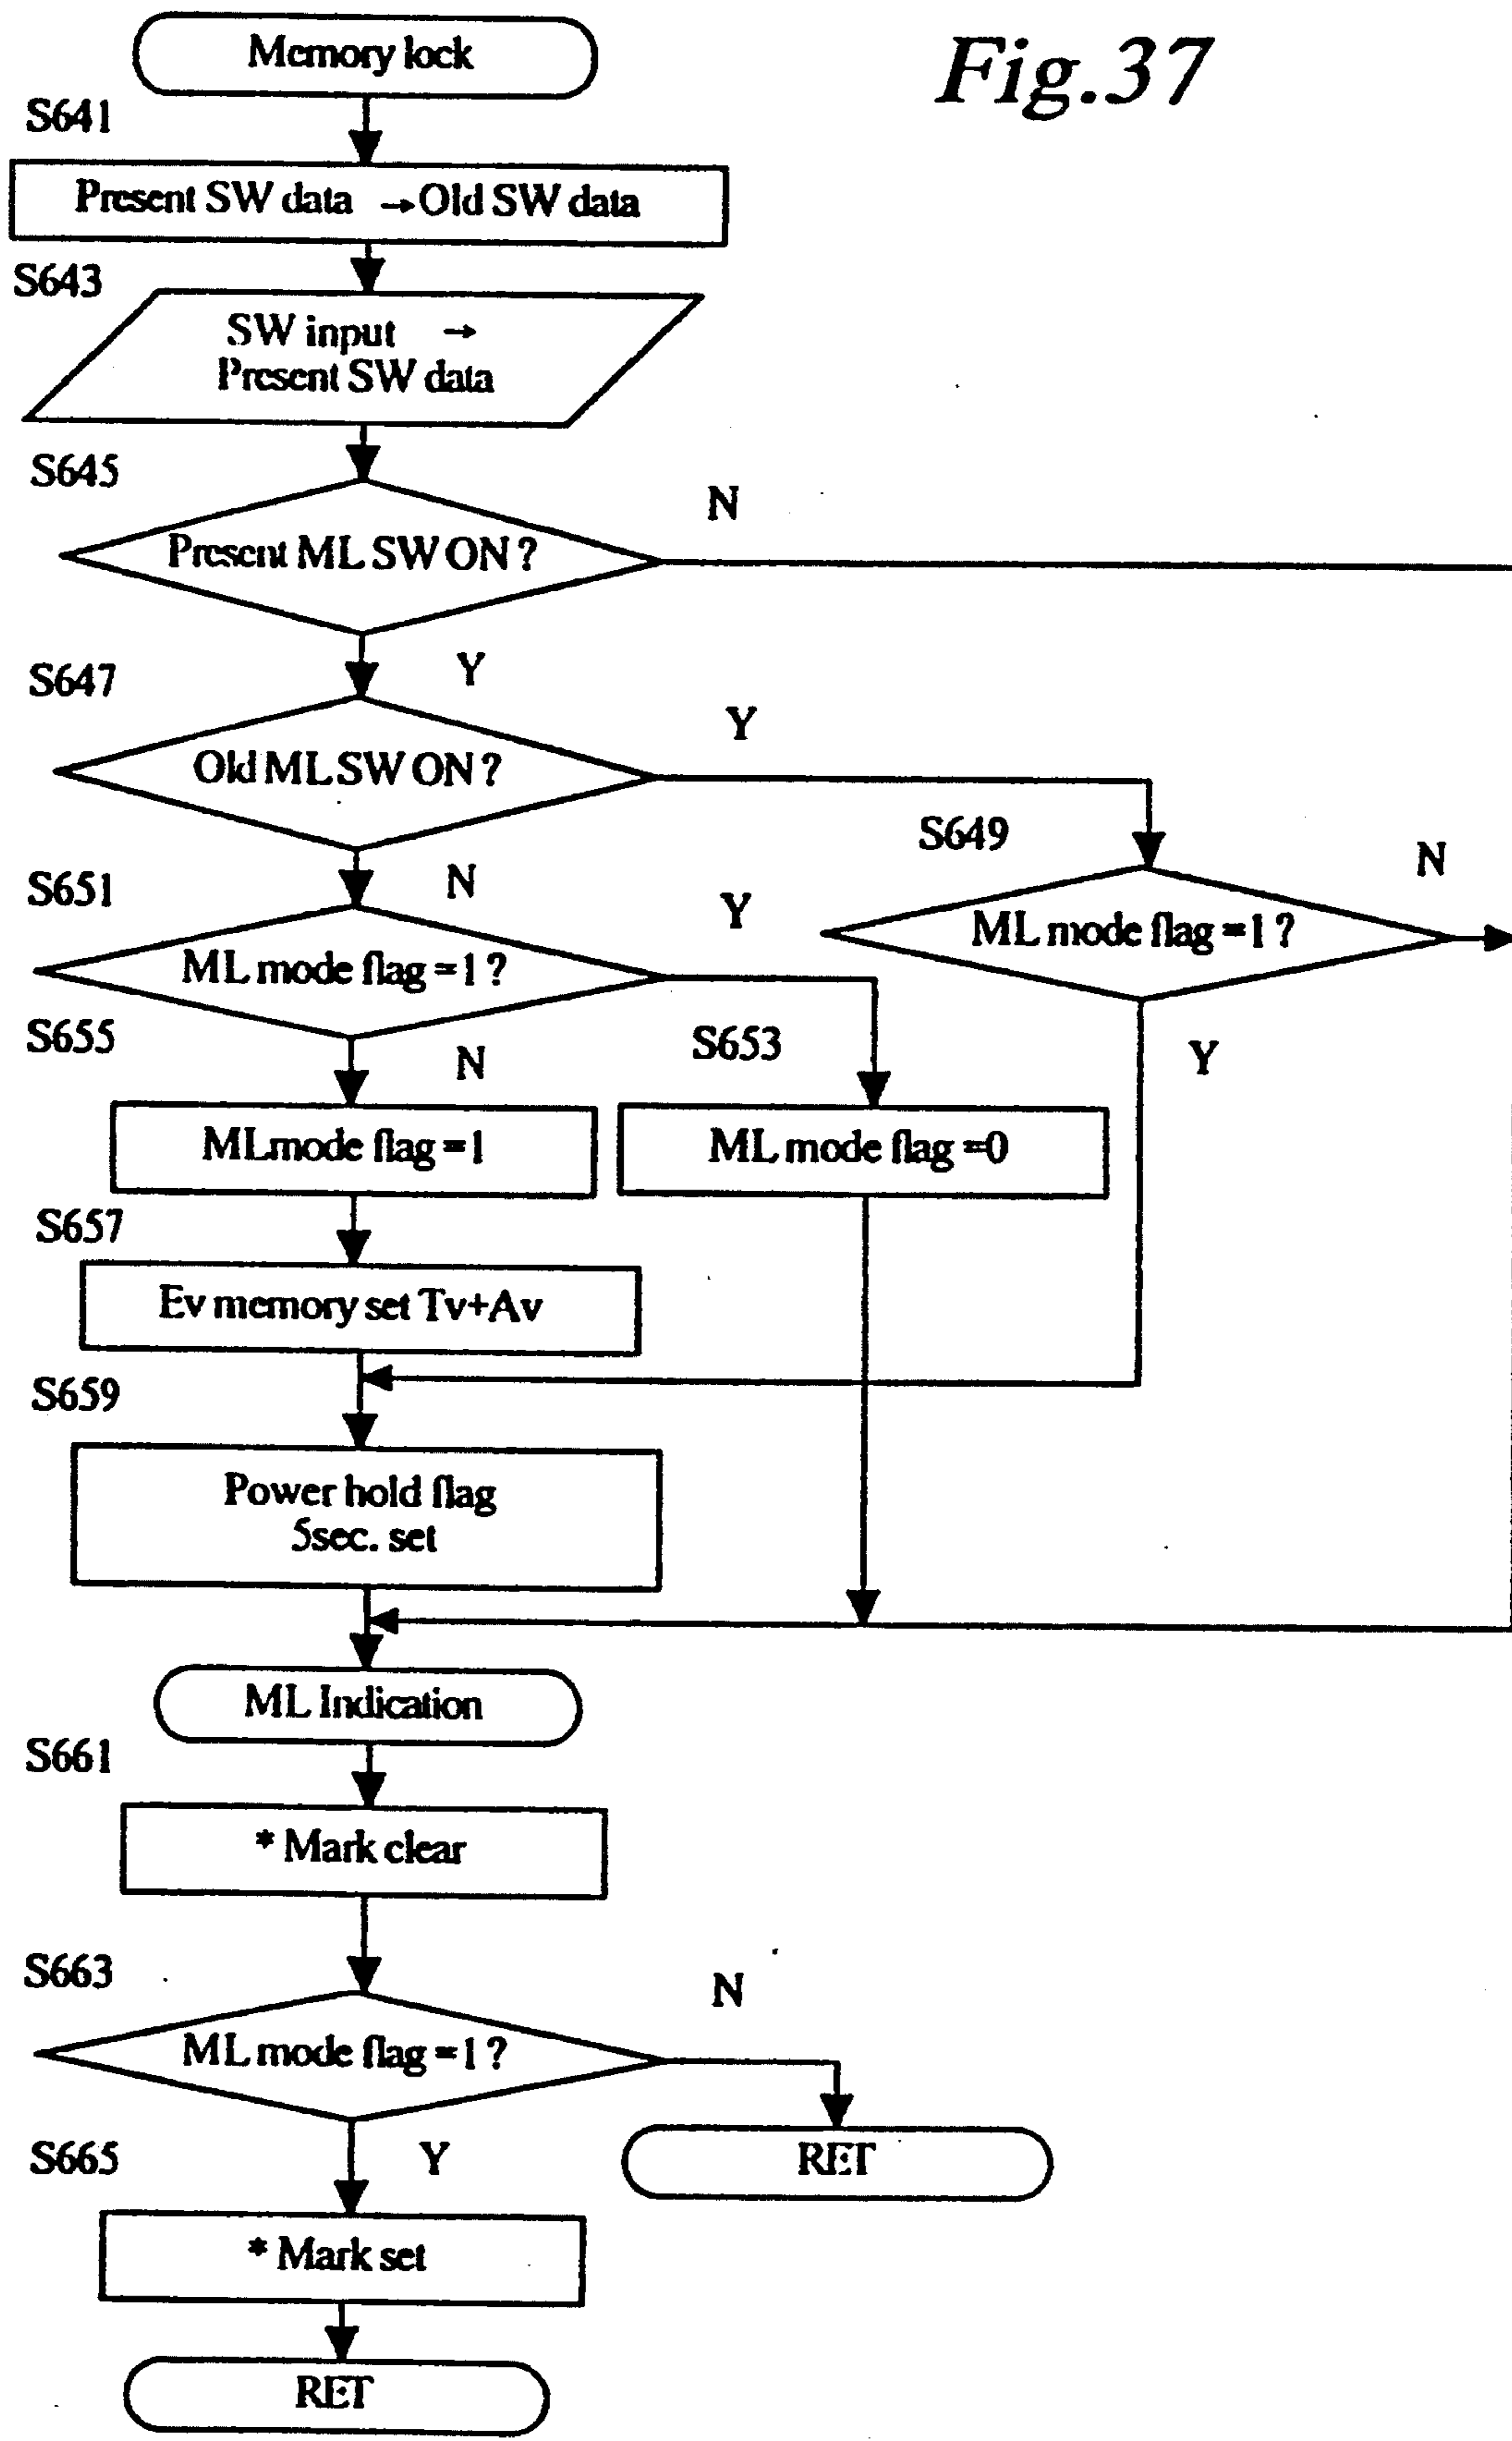 Fig.37
Memory lock
S641
Present SW data →Old SW data
S643
SW input →
Present SW data
S645
Present ML SW ON ?
N
Y
S647
Old ML SW ON ?
Y
N
S649
ML mode flag =1 ?
N
Y
S651
ML mode flag =1 ?
Y
N
S653
ML mode flag =0
S655
MLmode flag =1
S657
Ev memory set Tv+Av
S659
Power hold flag
5sec. set
ML Indication
S661
* Mark clear
S663
ML mode flag =1 ?
N
Y
RET
S665
* Mark set
RET